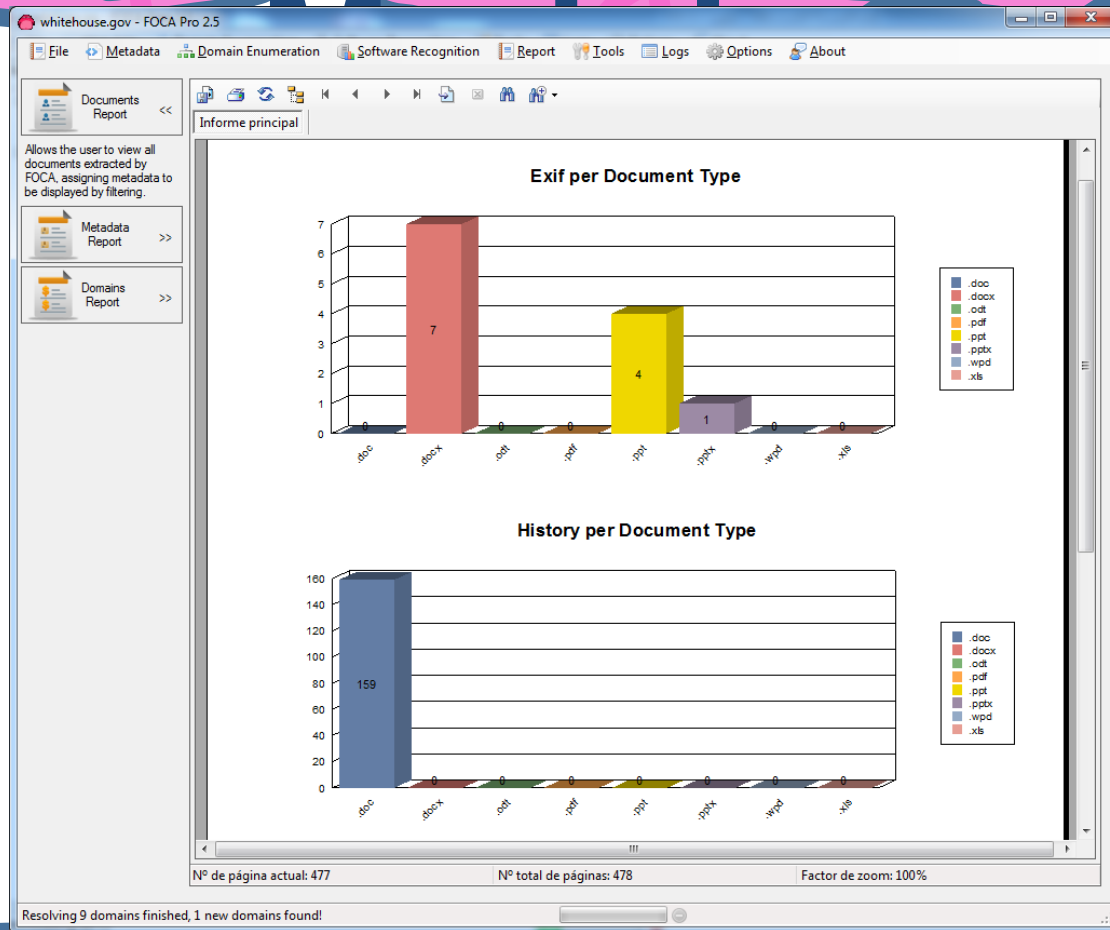 whitehouse.gov - FOCA Pro 2.5
File Metadata Domain Enumeration Software Recognition Report Tools Logs Options About
Documents Report <<
Allows the user to view all
documents extracted by
FOCA, assigning metadata to
be displayed by filtering.
Metadata Report >>
Domains Report >>
Informe principal
Exif per Document Type
7
6
5
4
3
2
1
0
0 7 0 0 4 1 0 0
.doc .docx .odt .pdf .ppt .pptx .wpd .xls
.doc
.docx
.odt
.pdf
.ppt
.pptx
.wpd
.xls
History per Document Type
160
140
120
100
80
60
40
20
0
159 0 0 0 0 0 0 0
.doc .docx .odt .pdf .ppt .pptx .wpd .xls
.doc
.docx
.odt
.pdf
.ppt
.pptx
.wpd
.xls
Nº de página actual: 477 Nº total de páginas: 478 Factor de zoom: 100%
Resolving 9 domains finished, 1 new domains found!